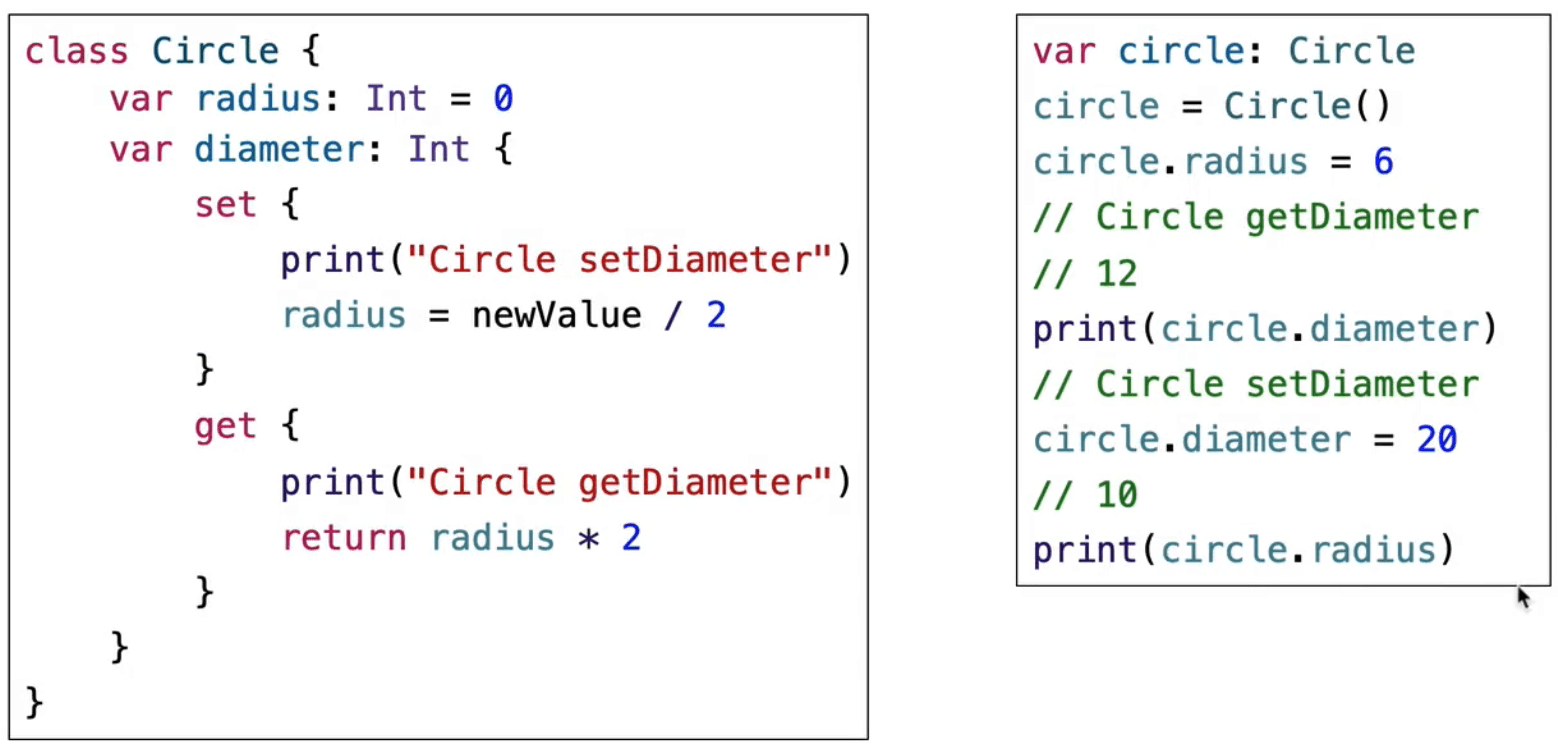 class Circle {
    var radius: Int = 0
    var diameter: Int {
        set {
            print("Circle setDiameter")
            radius = newValue / 2
        }
        get {
            print("Circle getDiameter")
            return radius * 2
        }
    }
}
var circle: Circle
circle = Circle()
circle.radius = 6
// Circle getDiameter
// 12
print(circle.diameter)
// Circle setDiameter
circle.diameter = 20
// 10
print(circle.radius)